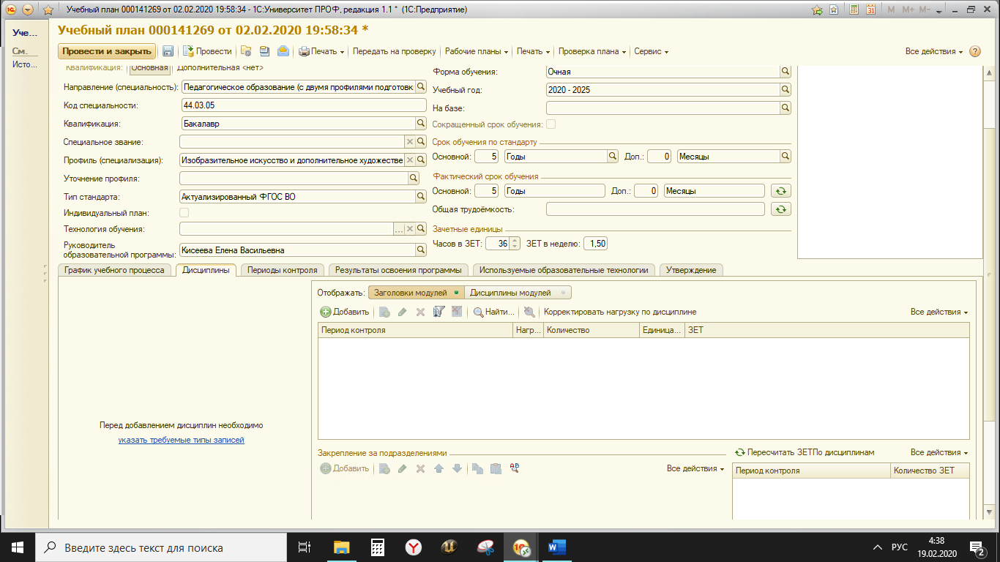 Учебный план 000141269 от 02.02.2020 19:58:34 - 1С:Университет ПРОФ, редакция 1.1 * (1С:Предприятие)
M M+ M-
Уче...
См.
Исто...
Учебный план 000141269 от 02.02.2020 19:58:34 *
Провести и закрыть Провести Печать Передать на проверку Рабочие планы Печать Проверка плана Сервис Все действия
Квалификация: Основная Дополнительная <нет>
Форма обучения: Очная
Направление (специальность): Педагогическое образование (с двумя профилями подготовк
Учебный год: 2020 - 2025
Код специальности: 44.03.05
На базе:
Квалификация: Бакалавр
Сокращенный срок обучения:
Специальное звание:
Срок обучения по стандарту
Профиль (специализация): Изобразительное искусство и дополнительное художестве
Основной: 5 Годы Доп.: 0 Месяцы
Уточнение профиля:
Фактический срок обучения
Тип стандарта: Актуализированный ФГОС ВО
Основной: 5 Годы Доп.: 0 Месяцы
Индивидуальный план:
Общая трудоёмкость:
Технология обучения:
Зачетные единицы
Руководитель
образовательной программы: Кисеева Елена Васильевна
Часов в ЗЕТ: 36 ЗЕТ в неделю: 1,50
График учебного процесса Дисциплины Периоды контроля Результаты освоения программы Используемые образовательные технологии Утверждение
Отображать: Заголовки модулей Дисциплины модулей
Добавить Найти... Корректировать нагрузку по дисциплине Все действия
Период контроля Нагр... Количество Единица... ЗЕТ
Перед добавлением дисциплин необходимо
указать требуемые типы записей
Закрепление за подразделениями
Пересчитать ЗЕТПо дисциплинам Все действия
Добавить Все действия
Период контроля Количество ЗЕТ
Введите здесь текст для поиска
РУС
4:38
19.02.2020
2